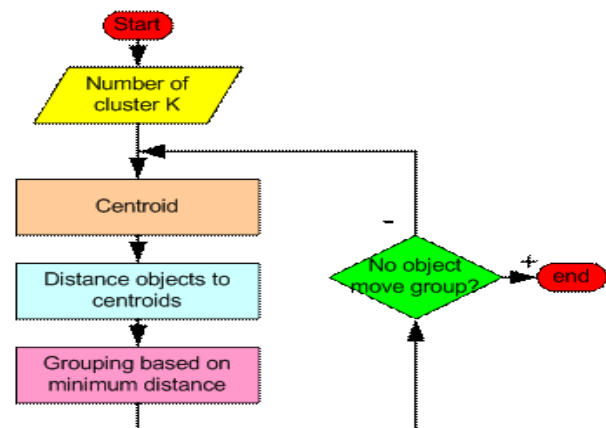 Start
Number of
cluster K
Centroid
Distance objects to
centroids
Grouping based on
minimum distance
-
No object
move group?
+
end